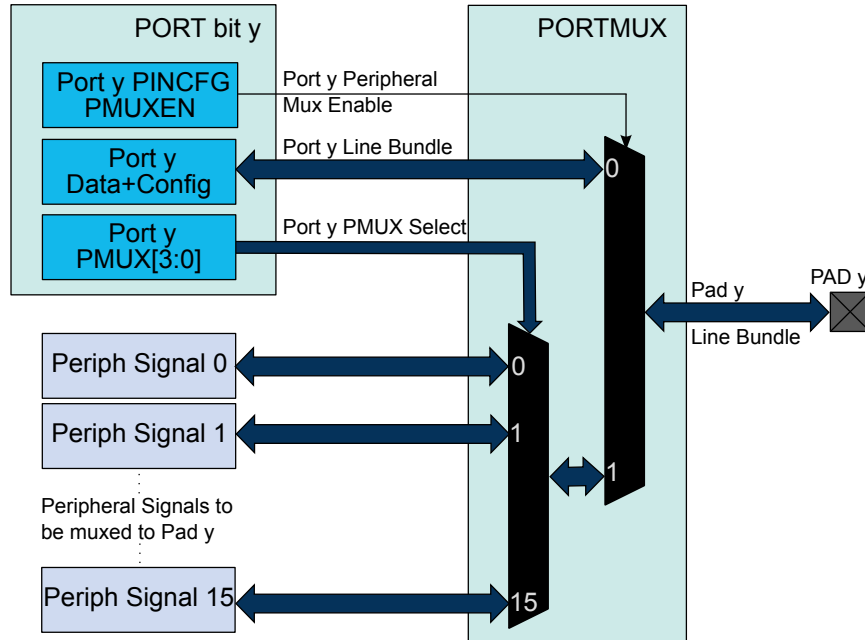 PORT bit y
PORTMUX
Port y PINCFG
PMUXEN
Port y Peripheral
Mux Enable
Port y
Data+Config
Port y Line Bundle
0
Port y
PMUX[3:0]
Port y PMUX Select
Pad y
Line Bundle
PAD y
Periph Signal 0
0
Periph Signal 1
1
1
Peripheral Signals to
be muxed to Pad y
Periph Signal 15
15